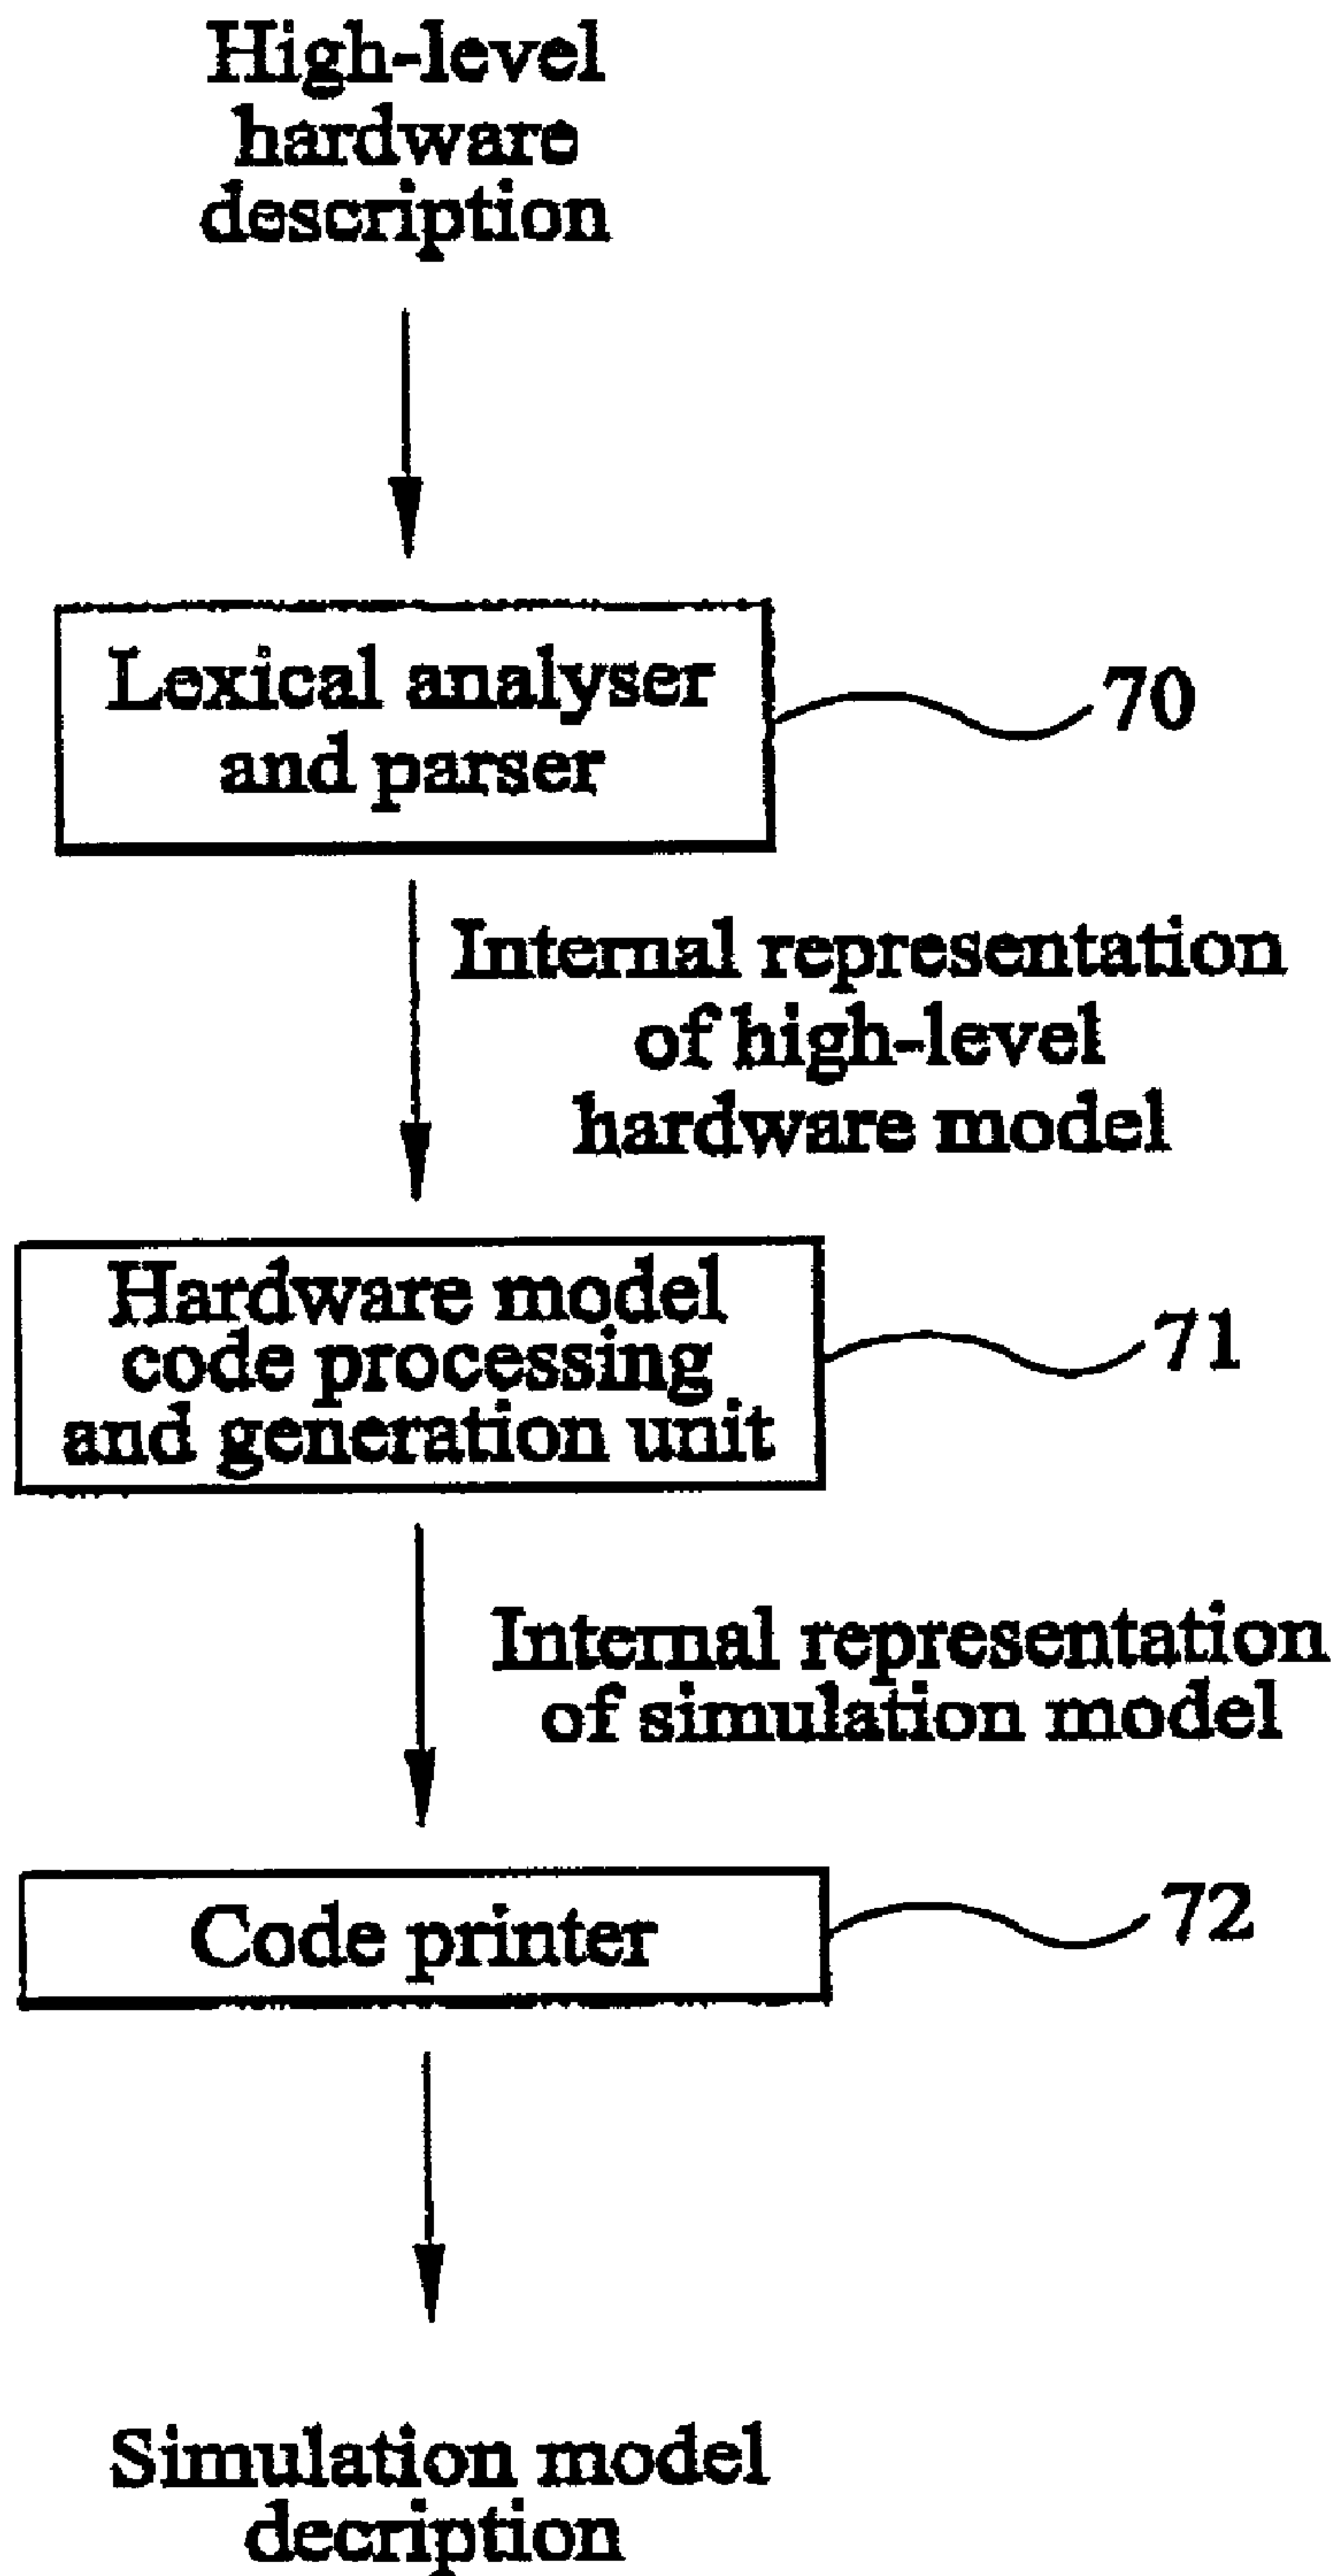 High-level
hardware
description
Lexical analyser
and parser
70
Internal representation
of high-level
hardware model
Hardware model
code processing
and generation unit
71
Internal representation
of simulation model
Code printer
72
Simulation model
decription